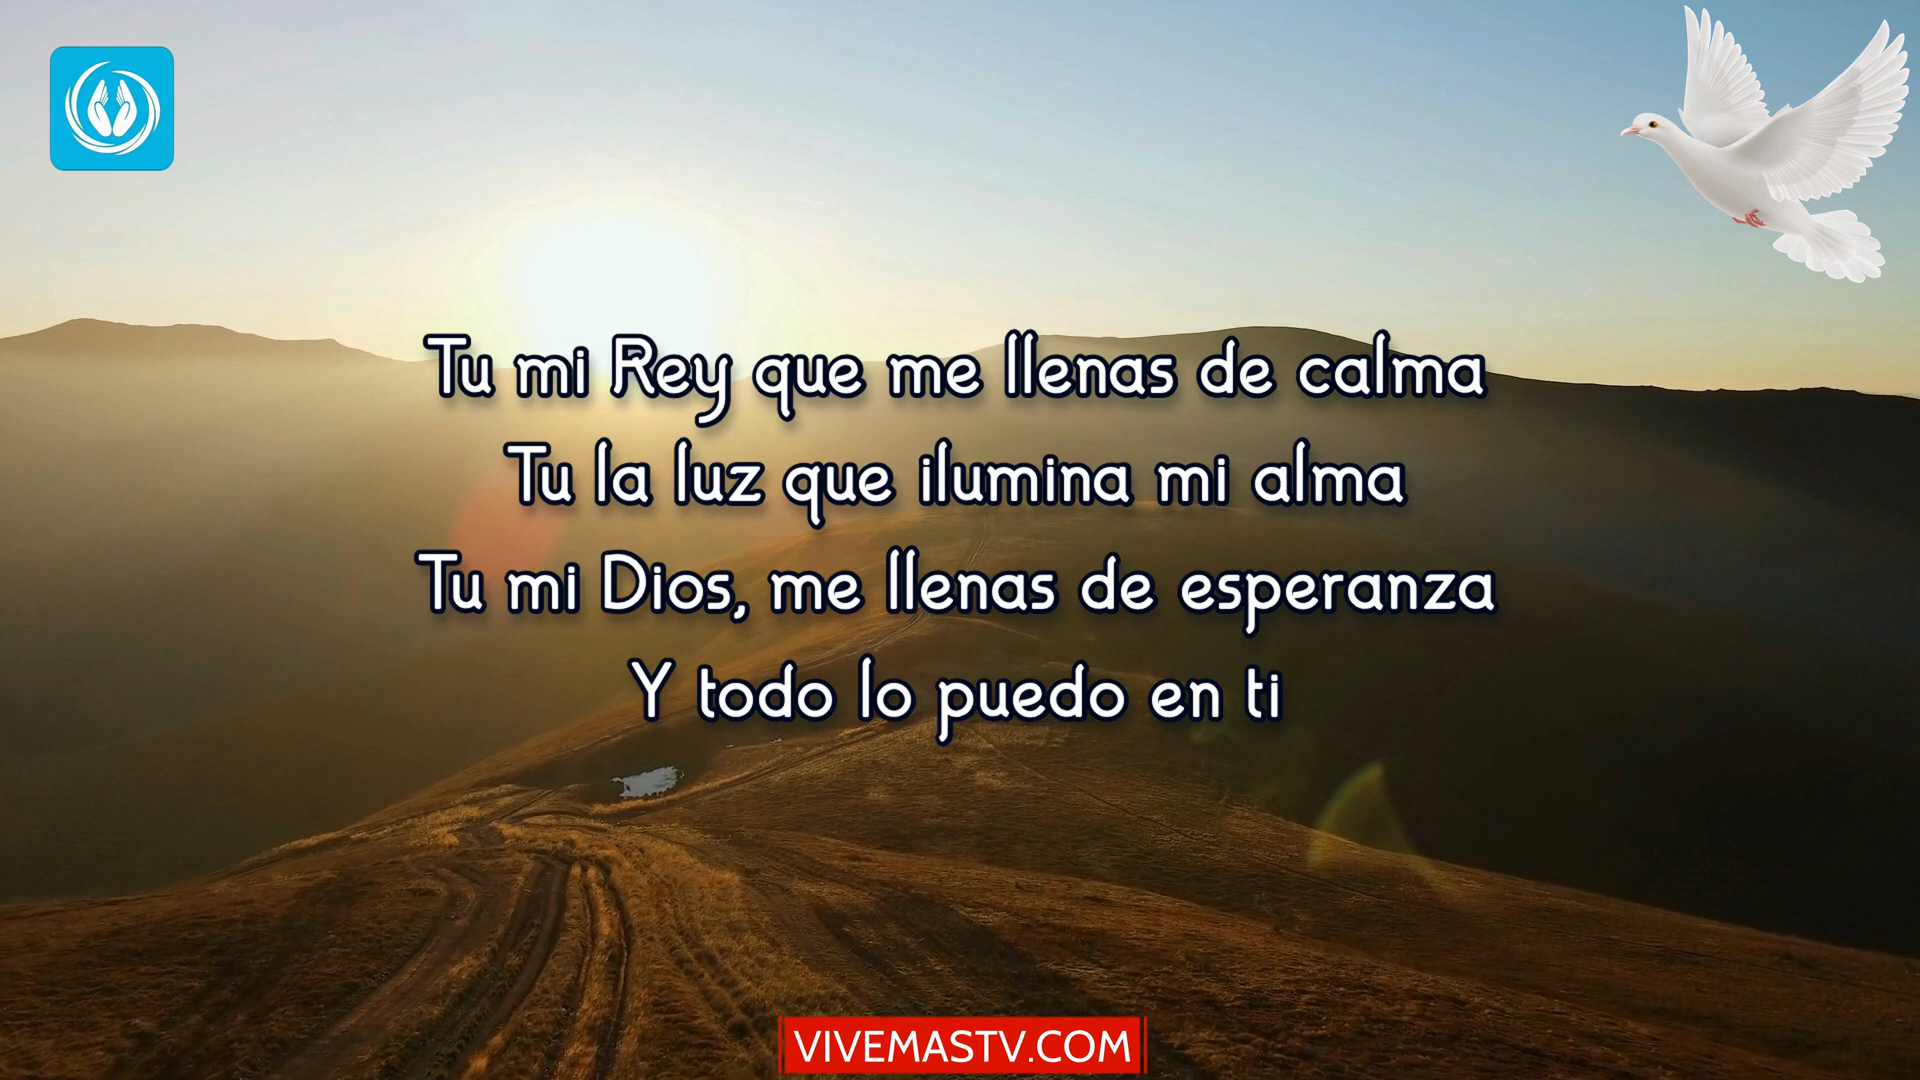 Tu mi Rey que me llenas de calma
Tu la luz que ilumina mi alma
Tu mi Dios, me llenas de esperanza
Y todo lo puedo en ti
VIVEMASTV.COM